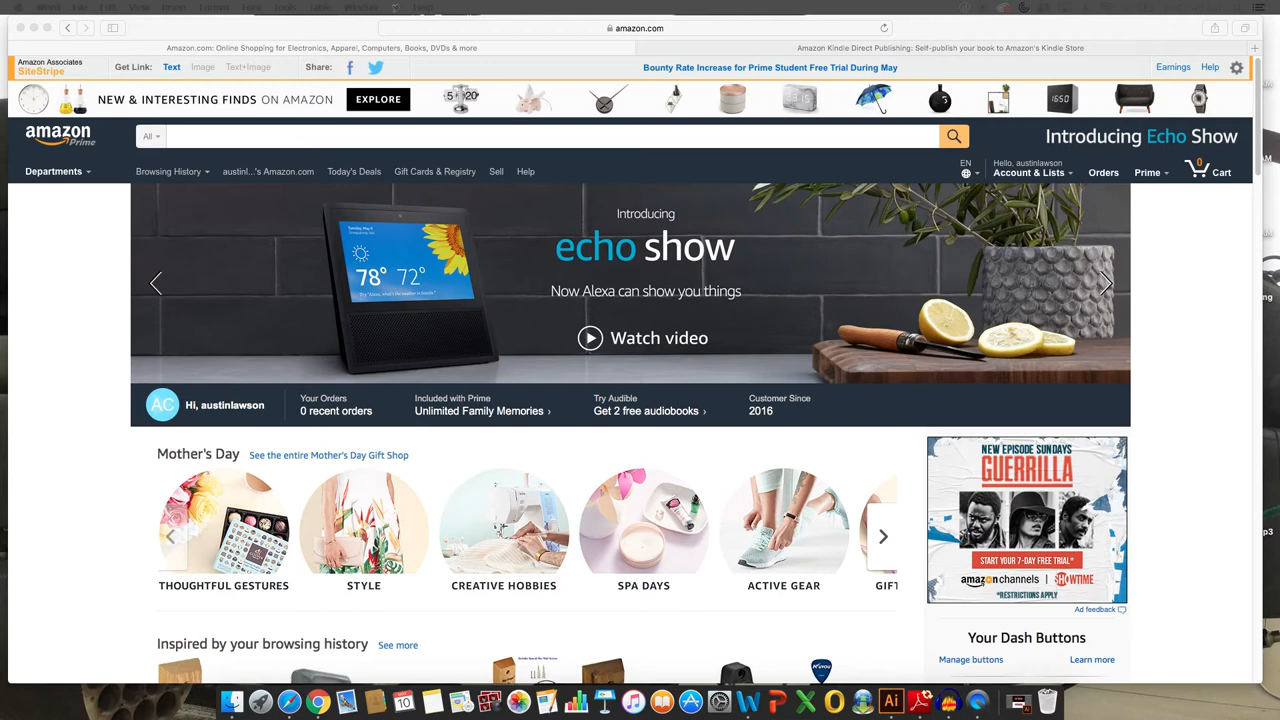 amazon.com
Amazon.com: Online Shopping for Electronics, Apparel, Computers, Books, DVDs & more
Amazon Kindle Direct Publishing: Self-publish your book to Amazon's Kindle Store
Amazon Associates
SiteStripe
Get Link: Text Image Text+Image Share:
Bounty Rate Increase for Prime Student Free Trial During May
Earnings Help
NEW & INTERESTING FINDS ON AMAZON EXPLORE
amazon Prime
All
Introducing Echo Show
Departments
Browsing History austinl...'s Amazon.com Today's Deals Gift Cards & Registry Sell Help
EN
Hello, austinlawson
Account & Lists
Orders
Prime
0
Cart
Introducing
echo show
Now Alexa can show you things
Watch video
78° 72°
AC
Hi, austinlawson
Your Orders
0 recent orders
Included with Prime
Unlimited Family Memories ›
Try Audible
Get 2 free audiobooks ›
Customer Since
2016
Mother's Day See the entire Mother's Day Gift Shop
THOUGHTFUL GESTURES
STYLE
CREATIVE HOBBIES
SPA DAYS
ACTIVE GEAR
GIFT
NEW EPISODE SUNDAYS
GUERRILLA
START YOUR 7-DAY FREE TRIAL*
amazon channels | SHOWTIME
*RESTRICTIONS APPLY
Ad feedback
Inspired by your browsing history See more
Your Dash Buttons
Manage buttons Learn more